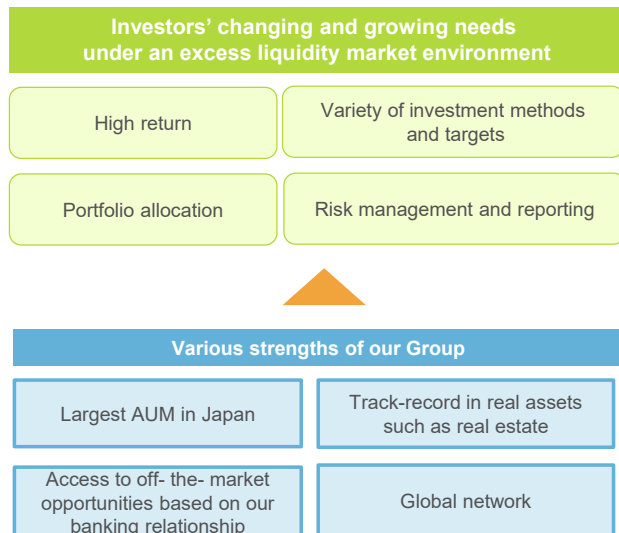 Investors' changing and growing needs
under an excess liquidity market environment
High return
Variety of investment methods
and targets
Portfolio allocation
Risk management and reporting
Various strengths of our Group
Largest AUM in Japan
Track-record in real assets
such as real estate
Access to off- the- market
opportunities based on our
banking relationship
Global network